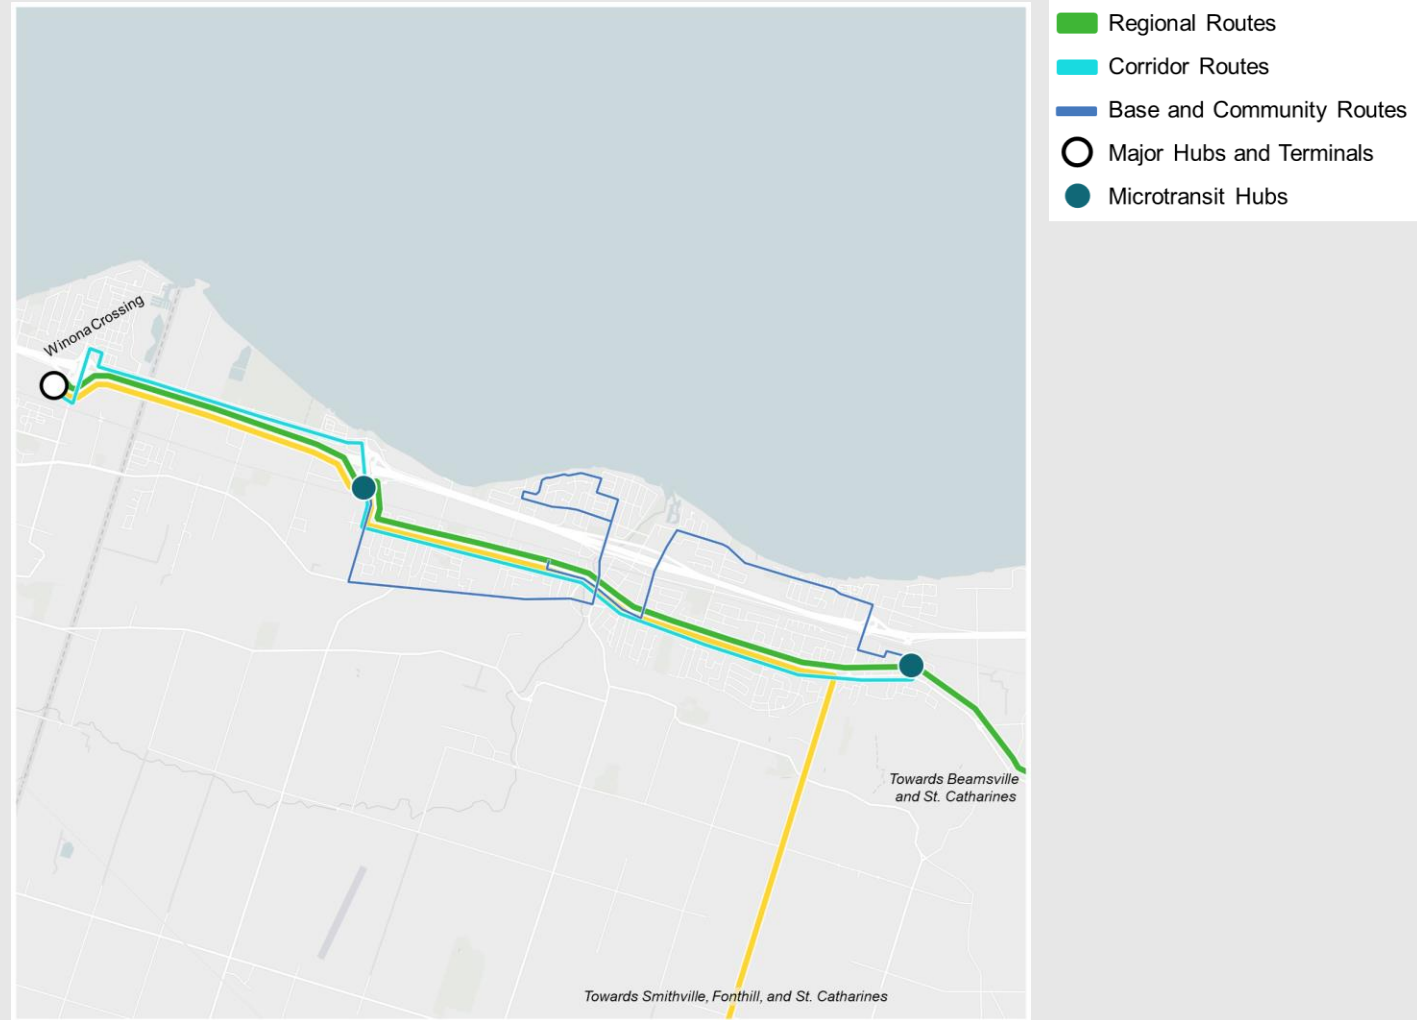 Regional Routes
Corridor Routes
Base and Community Routes
Major Hubs and Terminals
Microtransit Hubs
Winona Crossing
Towards Beamsville
and St. Catharines
Towards Smithville, Fonthill, and St. Catharines